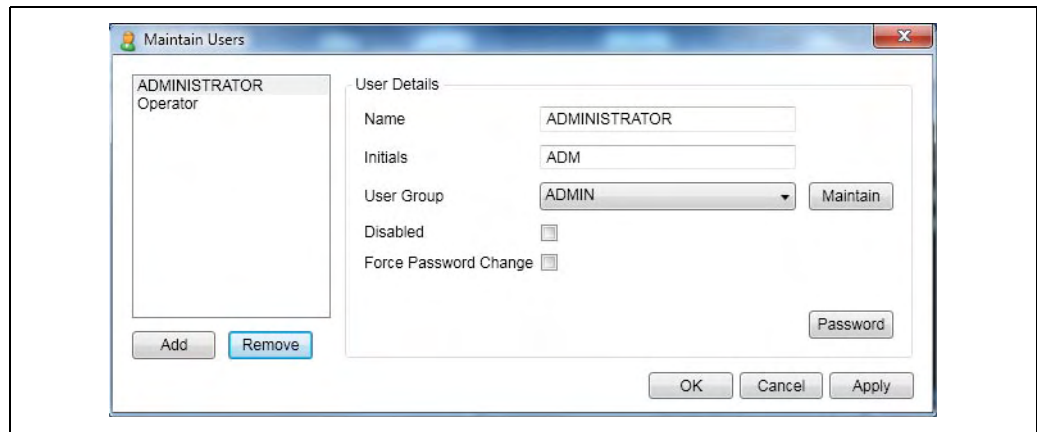 Maintain Users
ADMINISTRATOR
Operator
User Details
Name
ADMINISTRATOR
Initials
ADM
User Group
ADMIN
Maintain
Disabled
Force Password Change
Password
Add
Remove
OK
Cancel
Apply